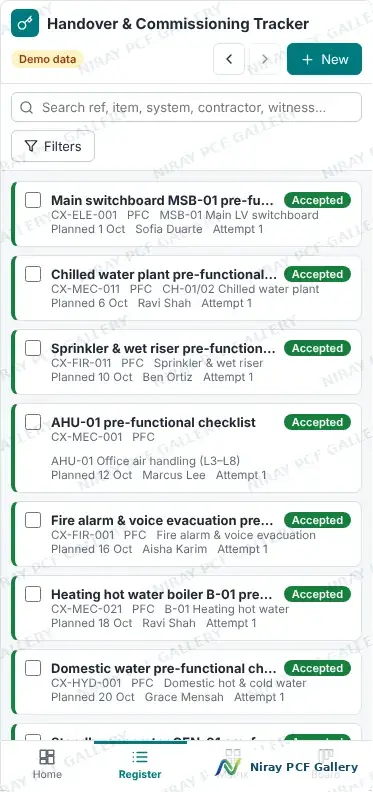 Handover & Commissioning Tracker
Demo data
New
Search ref, item, system, contractor, witness...
Filters
Main switchboard MSB-01 pre-fu... Accepted
CX-ELE-001 PFC MSB-01 Main LV switchboard
Planned 1 Oct Sofia Duarte Attempt 1
Chilled water plant pre-functional... Accepted
CX-MEC-011 PFC CH-01/02 Chilled water plant
Planned 6 Oct Ravi Shah Attempt 1
Sprinkler & wet riser pre-function... Accepted
CX-FIR-011 PFC Sprinkler & wet riser
Planned 10 Oct Ben Ortiz Attempt 1
AHU-01 pre-functional checklist Accepted
CX-MEC-001 PFC
AHU-01 Office air handling (L3–L8)
Planned 12 Oct Marcus Lee Attempt 1
Fire alarm & voice evacuation pre... Accepted
CX-FIR-001 PFC Fire alarm & voice evacuation
Planned 16 Oct Aisha Karim Attempt 1
Heating hot water boiler B-01 pre... Accepted
CX-MEC-021 PFC B-01 Heating hot water
Planned 18 Oct Ravi Shah Attempt 1
Domestic water pre-functional ch... Accepted
CX-HYD-001 PFC Domestic hot & cold water
Planned 20 Oct Grace Mensah Attempt 1
Home Register Niray PCF Gallery
NIRAY PCF GALLERY